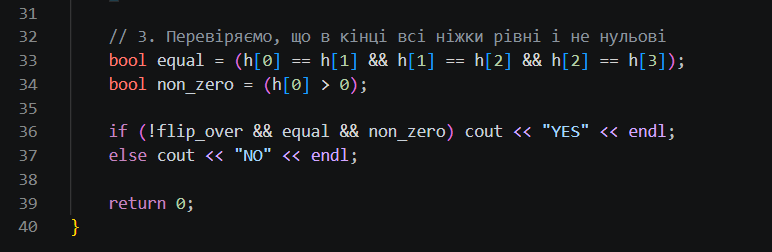 31
32 // 3. Перевіряємо, що в кінці всі ніжки рівні і не нульові
33 bool equal = (h[0] == h[1] && h[1] == h[2] && h[2] == h[3]);
34 bool non_zero = (h[0] > 0);
35
36 if (!flip_over && equal && non_zero) cout << "YES" << endl;
37 else cout << "NO" << endl;
38
39 return 0;
40 }